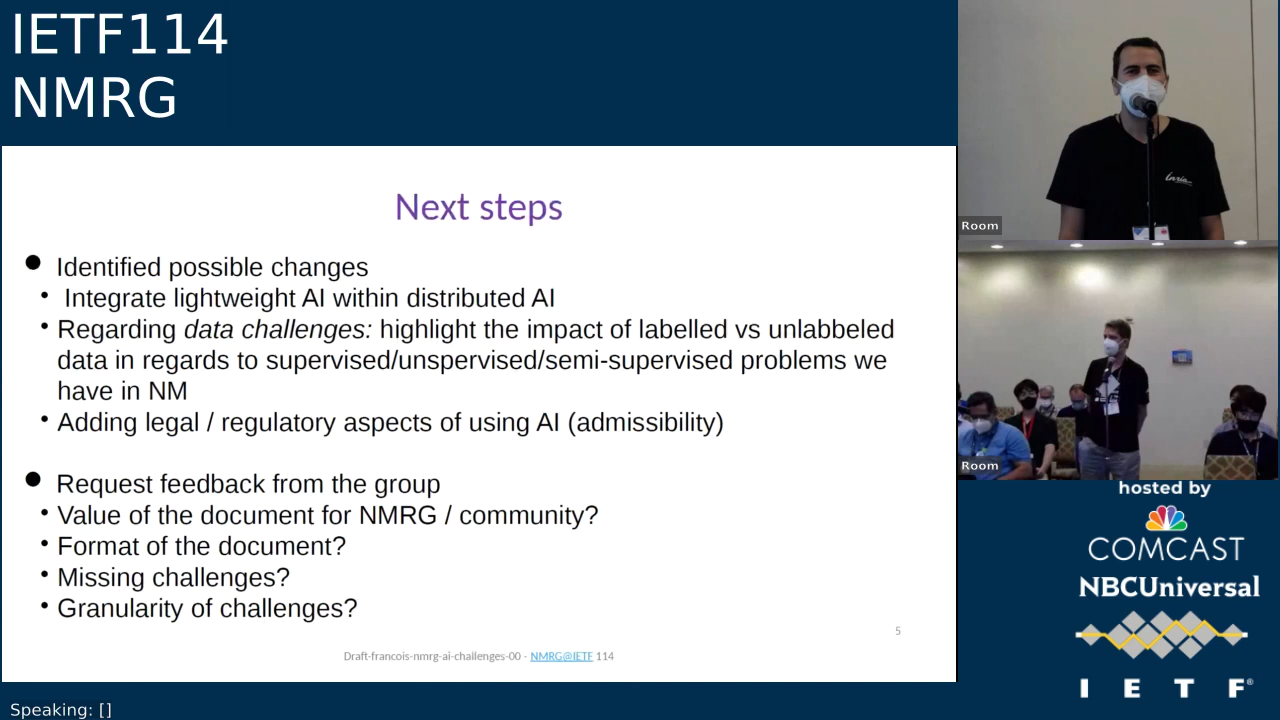 IETF114
NMRG
Next steps
● Identified possible changes
• Integrate lightweight AI within distributed AI
• Regarding data challenges: highlight the impact of labelled vs unlabbeled
data in regards to supervised/unspervised/semi-supervised problems we
have in NM
• Adding legal / regulatory aspects of using AI (admissibility)
● Request feedback from the group
• Value of the document for NMRG / community?
• Format of the document?
• Missing challenges?
• Granularity of challenges?
5
Draft-francois-nmrg-ai-challenges-00 - NMRG@IETF 114
Inria
Room
Room
hosted by
COMCAST
NBCUniversal
I E T F®
Speaking: []